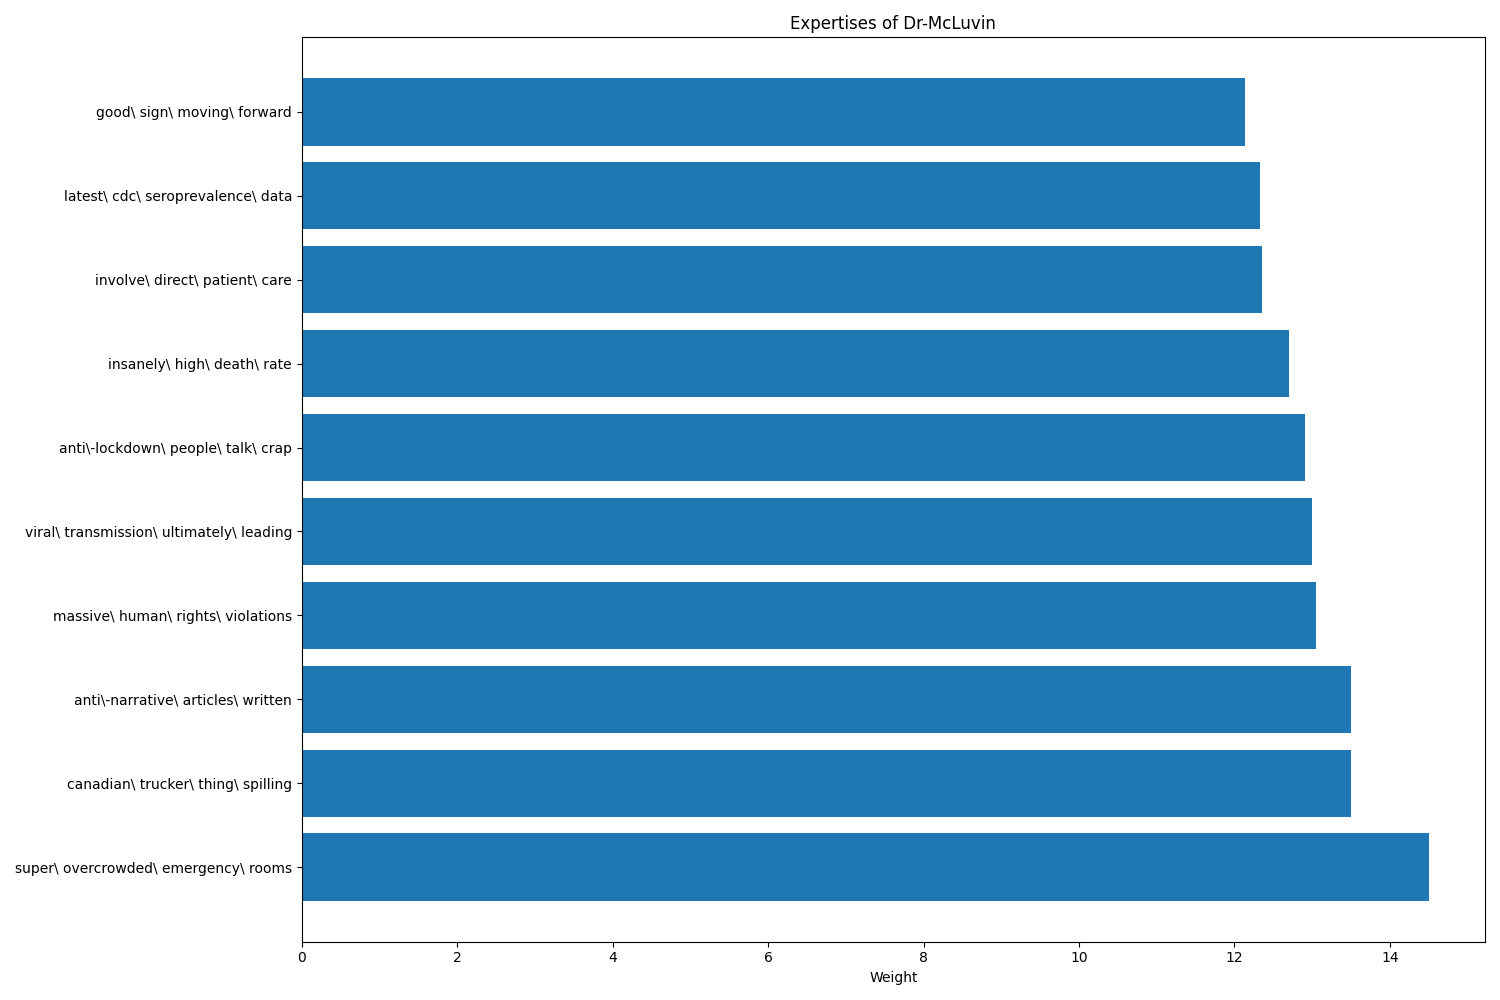 Expertises of Dr-McLuvin
good\ sign\ moving\ forward
latest\ cdc\ seroprevalence\ data
involve\ direct\ patient\ care
insanely\ high\ death\ rate
anti\-lockdown\ people\ talk\ crap
viral\ transmission\ ultimately\ leading
massive\ human\ rights\ violations
anti\-narrative\ articles\ written
canadian\ trucker\ thing\ spilling
super\ overcrowded\ emergency\ rooms
0 2 4 6 8 10 12 14
Weight